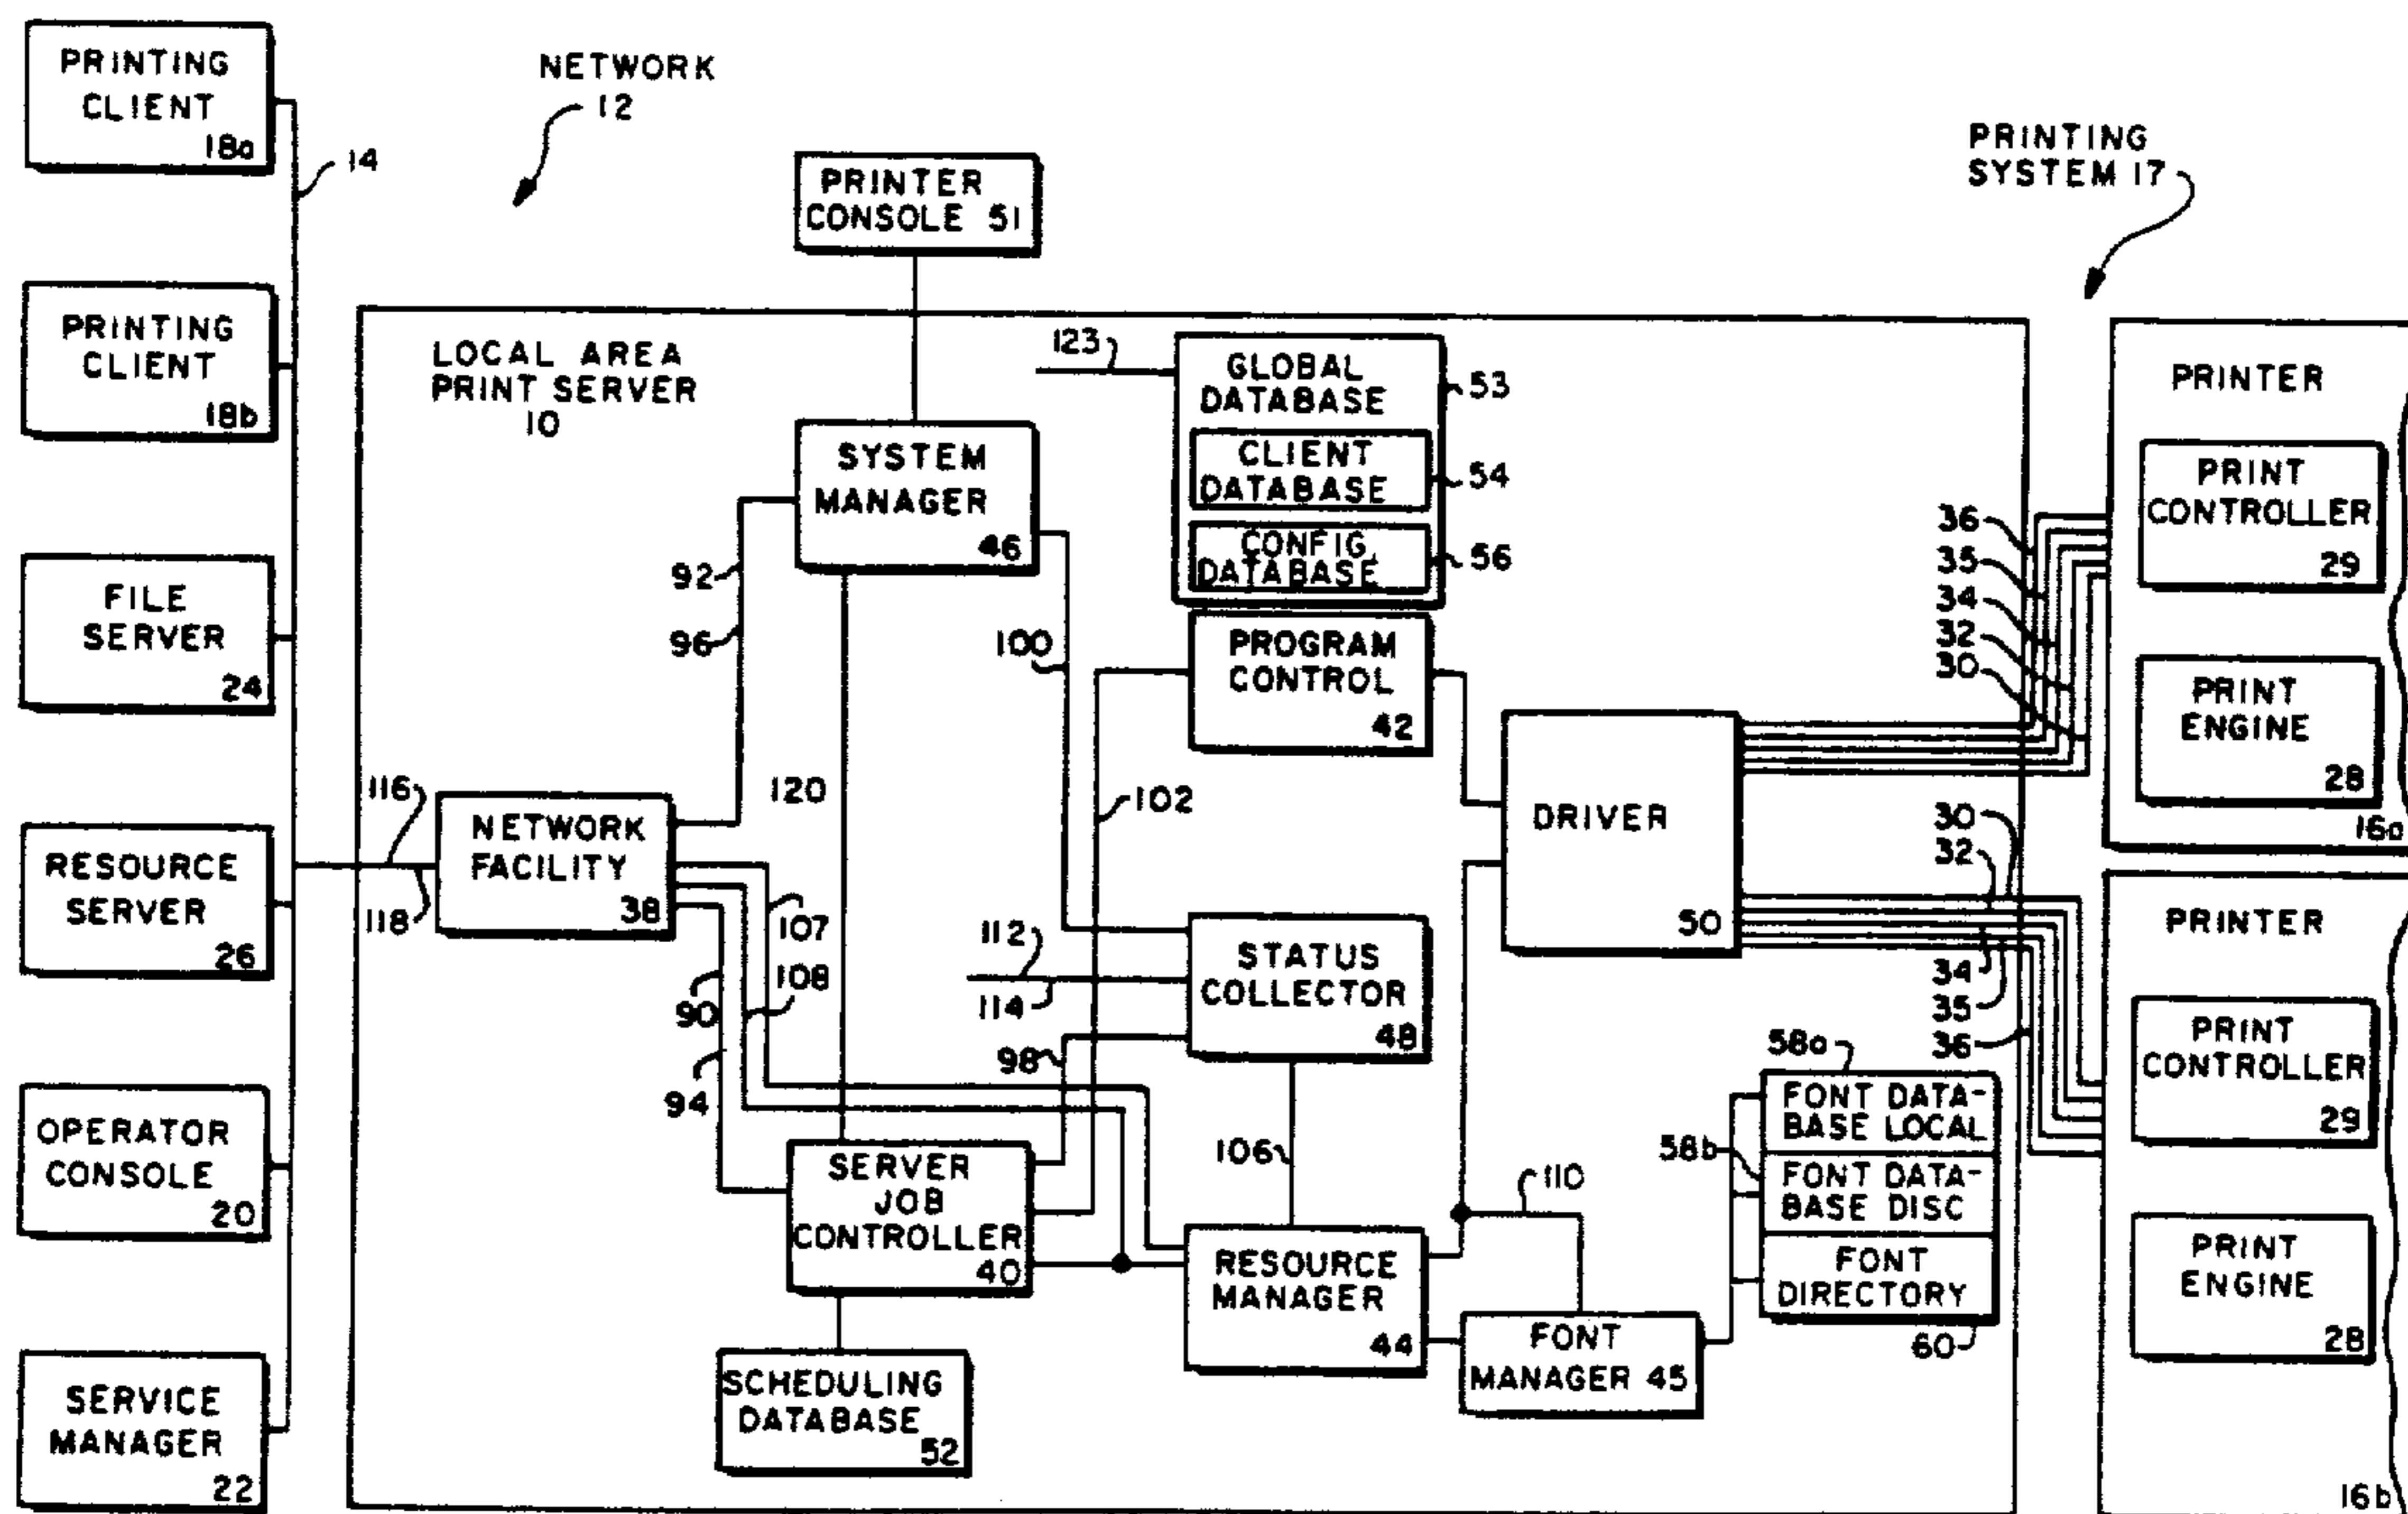 PRINTING
CLIENT
18a
14
NETWORK
12
PRINTER
CONSOLE 51
PRINTING
SYSTEM 17
PRINTING
CLIENT
18b
FILE
SERVER
24
RESOURCE
SERVER
26
OPERATOR
CONSOLE
20
SERVICE
MANAGER
22
LOCAL AREA
PRINT SERVER
10
116
118
NETWORK
FACILITY
38
SYSTEM
MANAGER
46
92
96
120
100
102
107
108
90
94
98
123
GLOBAL
DATABASE
53
CLIENT
DATABASE
54
CONFIG.
DATABASE
56
PROGRAM
CONTROL
42
112
114
STATUS
COLLECTOR
48
106
SERVER
JOB
CONTROLLER
40
SCHEDULING
DATABASE
52
RESOURCE
MANAGER
44
110
FONT
MANAGER 45
DRIVER
50
58a
FONT DATA-
BASE LOCAL
58b
FONT DATA-
BASE DISC
FONT
DIRECTORY
60
36
35
34
32
30
30
32
34
35
36
PRINTER
PRINT
CONTROLLER
29
PRINT
ENGINE
28
16a
PRINTER
PRINT
CONTROLLER
29
PRINT
ENGINE
28
16b